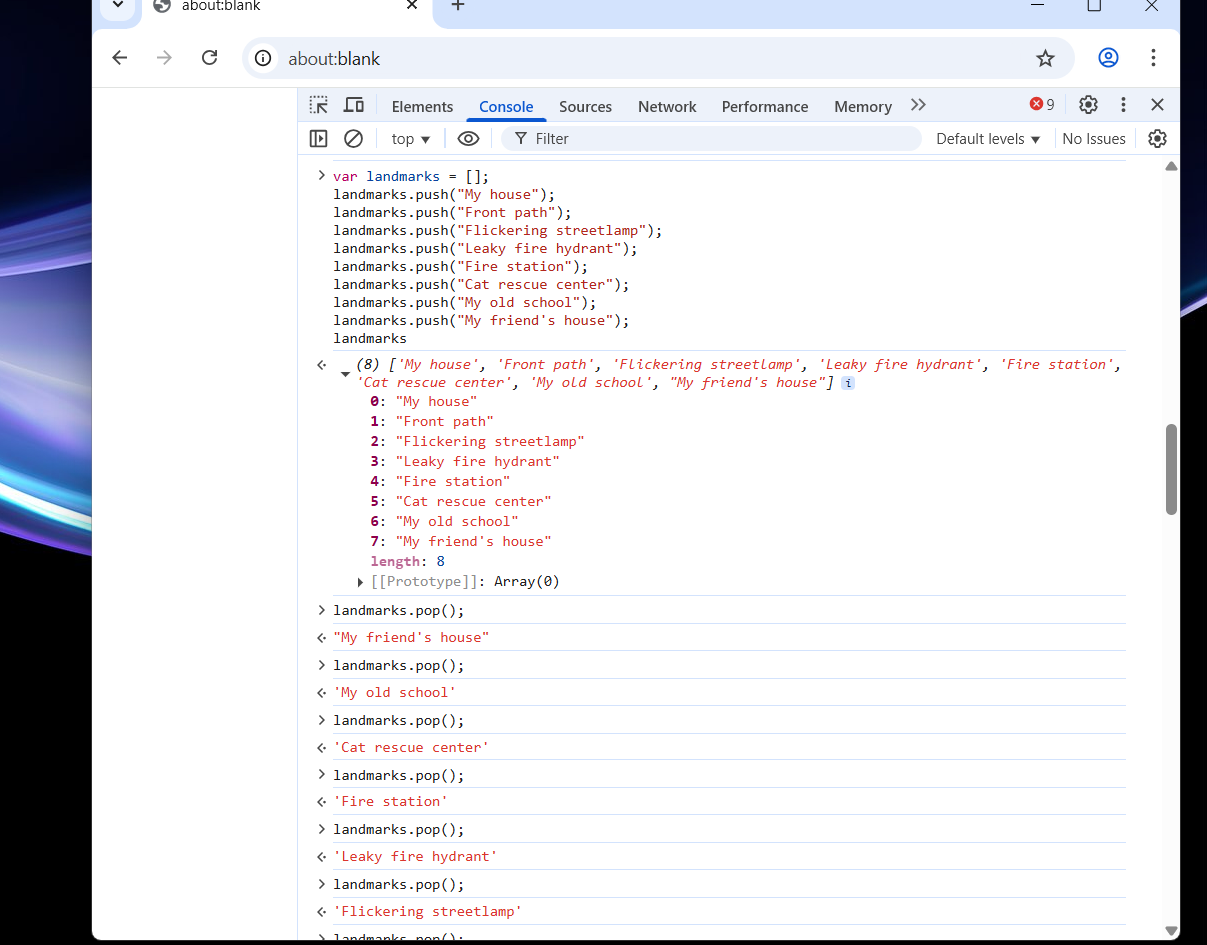 about:blank
about:blank
Elements Console Sources Network Performance Memory 9
top Filter Default levels No Issues
var landmarks = [];
landmarks.push("My house");
landmarks.push("Front path");
landmarks.push("Flickering streetlamp");
landmarks.push("Leaky fire hydrant");
landmarks.push("Fire station");
landmarks.push("Cat rescue center");
landmarks.push("My old school");
landmarks.push("My friend's house");
landmarks
(8) ['My house', 'Front path', 'Flickering streetlamp', 'Leaky fire hydrant', 'Fire station',
'Cat rescue center', 'My old school', "My friend's house"] i
0: "My house"
1: "Front path"
2: "Flickering streetlamp"
3: "Leaky fire hydrant"
4: "Fire station"
5: "Cat rescue center"
6: "My old school"
7: "My friend's house"
length: 8
[[Prototype]]: Array(0)
landmarks.pop();
"My friend's house"
landmarks.pop();
'My old school'
landmarks.pop();
'Cat rescue center'
landmarks.pop();
'Fire station'
landmarks.pop();
'Leaky fire hydrant'
landmarks.pop();
'Flickering streetlamp'
landmarks.pop();